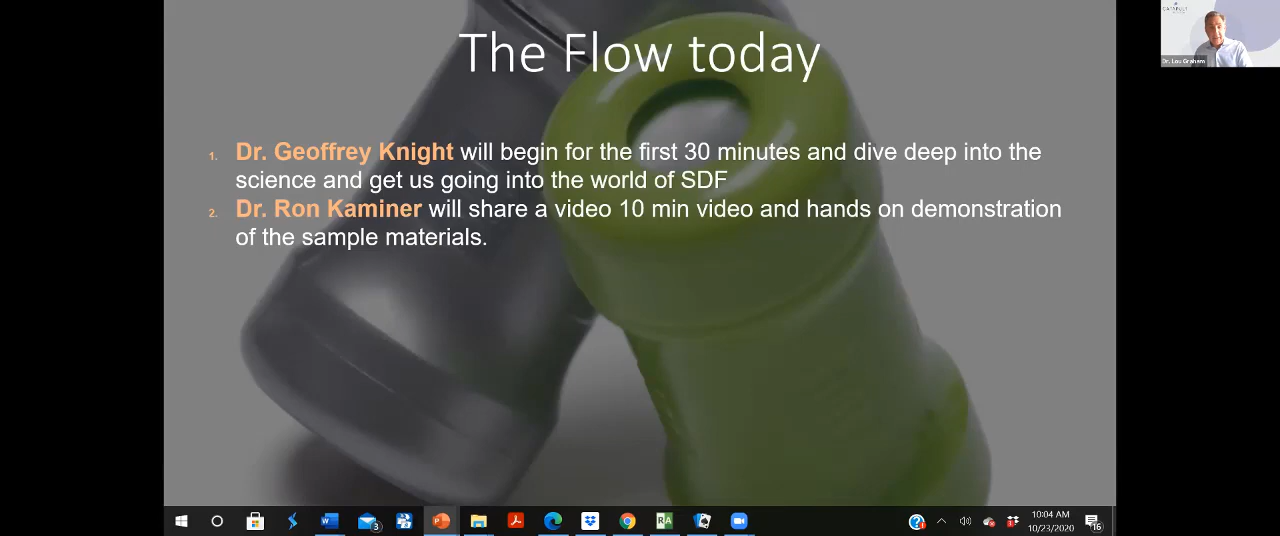 The Flow today
CATAPULT
Dr. Lou Graham
1. Dr. Geoffrey Knight will begin for the first 30 minutes and dive deep into the
science and get us going into the world of SDF
2. Dr. Ron Kaminer will share a video 10 min video and hands on demonstration
of the sample materials.
W
3
P
RA
10:04 AM
10/23/2020
16